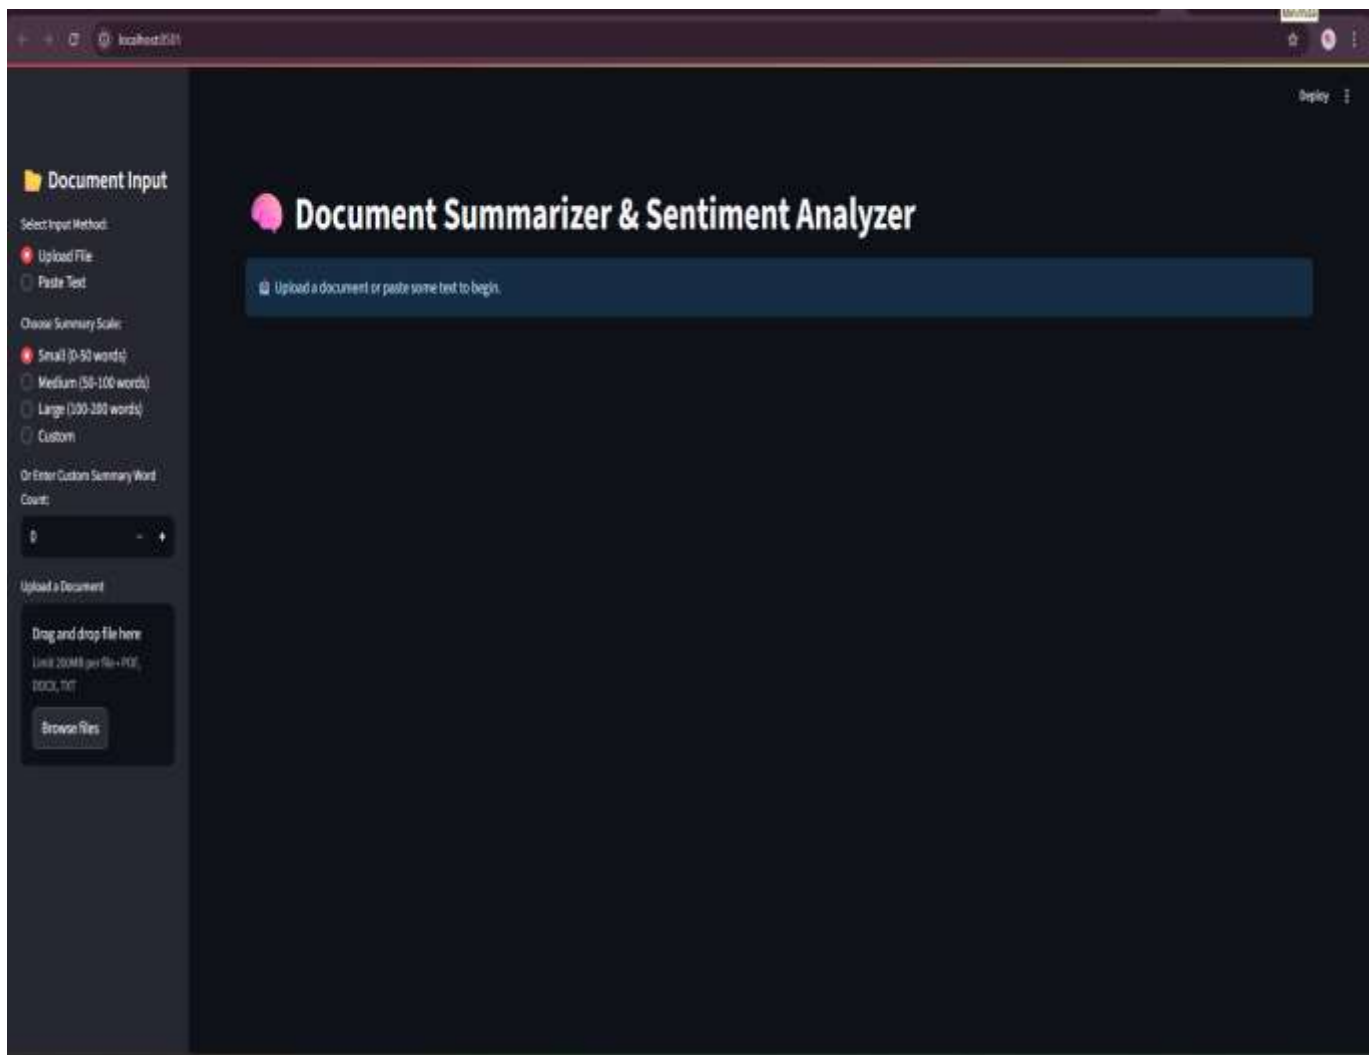 localhost:8501
Deploy
Document Input
Select Input Method:
Upload File
Paste Text
Choose Summary Scale:
Small (0-50 words)
Medium (50-100 words)
Large (100-200 words)
Custom
Or Enter Custom Summary Word
Count:
0
Upload a Document
Drag and drop file here
Limit 200MB per file • PDF,
DOCX, TXT
Browse files
Document Summarizer & Sentiment Analyzer
Upload a document or paste some text to begin.